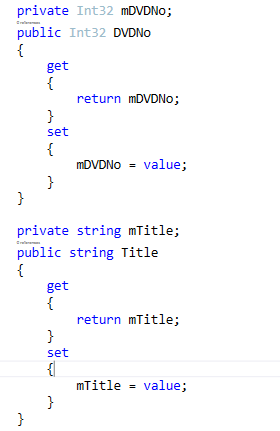 private Int32 mDVDNo;
0 references
public Int32 DVDNo
{
get
{
return mDVDNo;
}
set
{
mDVDNo = value;
}
}
private string mTitle;
0 references
public string Title
{
get
{
return mTitle;
}
set
{
mTitle = value;
}
}